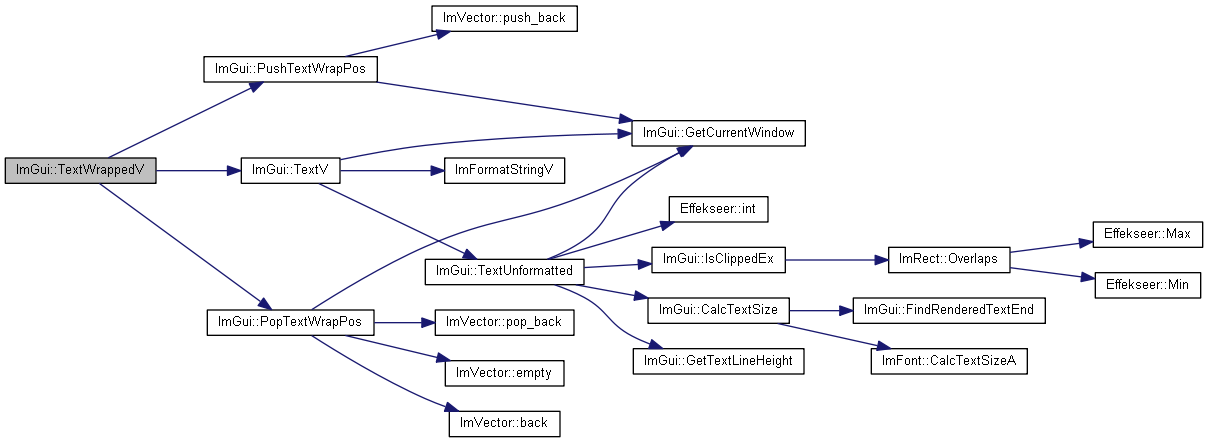 ImVector::push_back
ImGui::PushTextWrapPos
ImGui::GetCurrentWindow
ImGui::TextWrappedV
ImGui::TextV
ImFormatStringV
Effekseer::int
Effekseer::Max
ImGui::TextUnformatted
ImGui::IsClippedEx
ImRect::Overlaps
Effekseer::Min
ImGui::PopTextWrapPos
ImVector::pop_back
ImGui::CalcTextSize
ImGui::FindRenderedTextEnd
ImGui::GetTextLineHeight
ImFont::CalcTextSizeA
ImVector::empty
ImVector::back